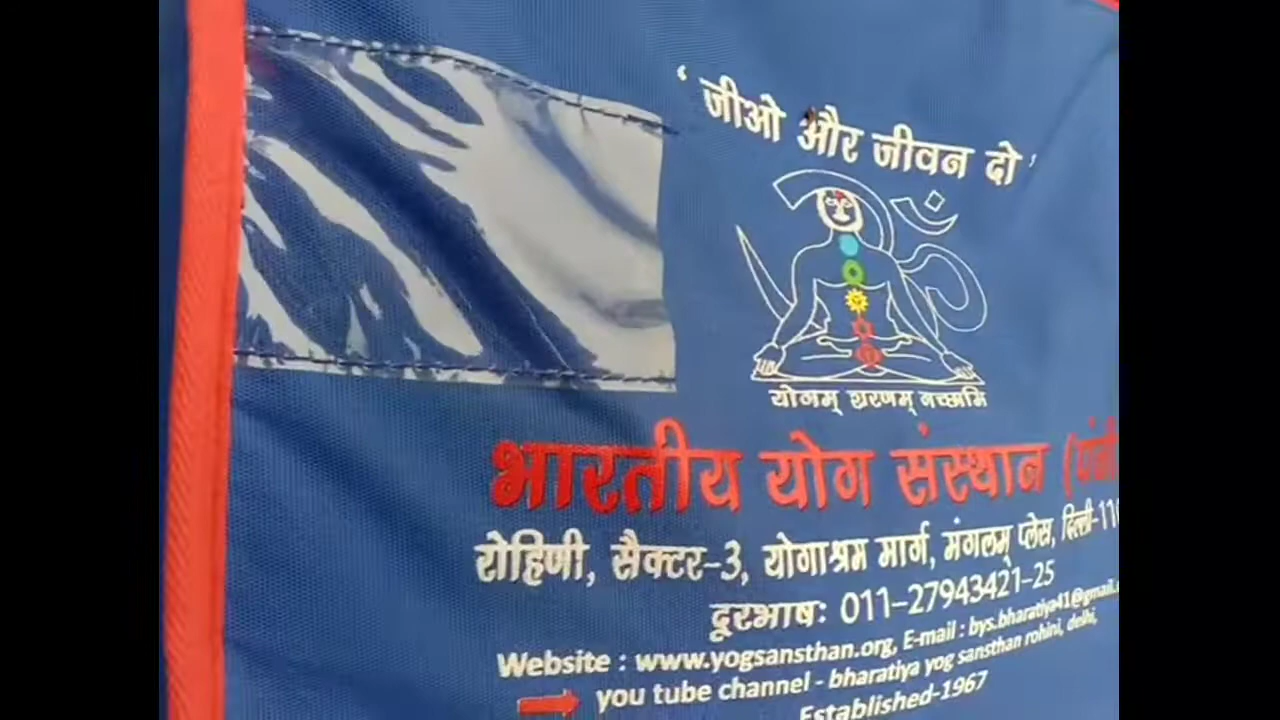 ‘ जीओ और जीवन दो ’
योगम् शरणम् गच्छामि
भारतीय योग संस्थान
रोहिणी, सैक्टर-3, योगाश्रम मार्ग, मंगलम् प्लेस, दिल्ली-11
दूरभाषः 011-27943421-25
Website : www.yogsansthan.org, E-mail : bys.bharatiya41@gmail.
you tube channel - bharatiya yog sansthan rohini, delhi,
Established-1967